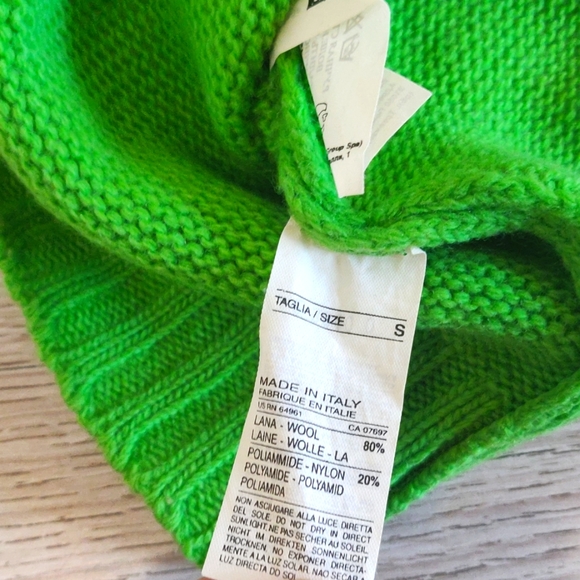 Group Spa)
TAGLIA / SIZE S
MADE IN ITALY
FABRIQUE EN ITALIE
US RN 64961 CA 07697
LANA - WOOL 80%
LAINE - WOLLE - LA
POLIAMMIDE - NYLON 20%
POLYAMIDE - POLYAMID
POLIAMIDA
NON ASCIUGARE ALLA LUCE DIRETTA
DEL SOLE. DO NOT DRY IN DIRECT
SUNLIGHT. NE PAS SECHER AU SOLEIL.
NICHT IM DIREKTEN SONNENLICHT
TROCKNEN. NO EXPONER DIRECTA-
MENTE A LA LUZ SOLAR. NÃO SECAR A
LUZ DIRECTA DO SOL